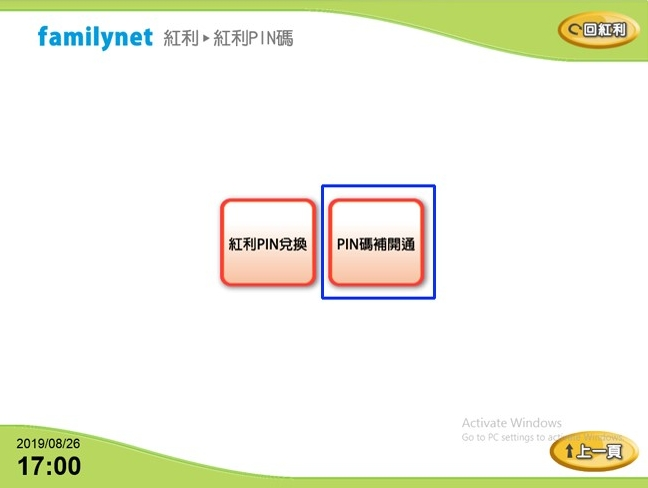 familynet 紅利▶紅利PIN碼
回紅利
紅利PIN兌換
PIN碼補開通
Activate Windows
Go to PC settings to activate Windows.
2019/08/26
17:00
上一頁